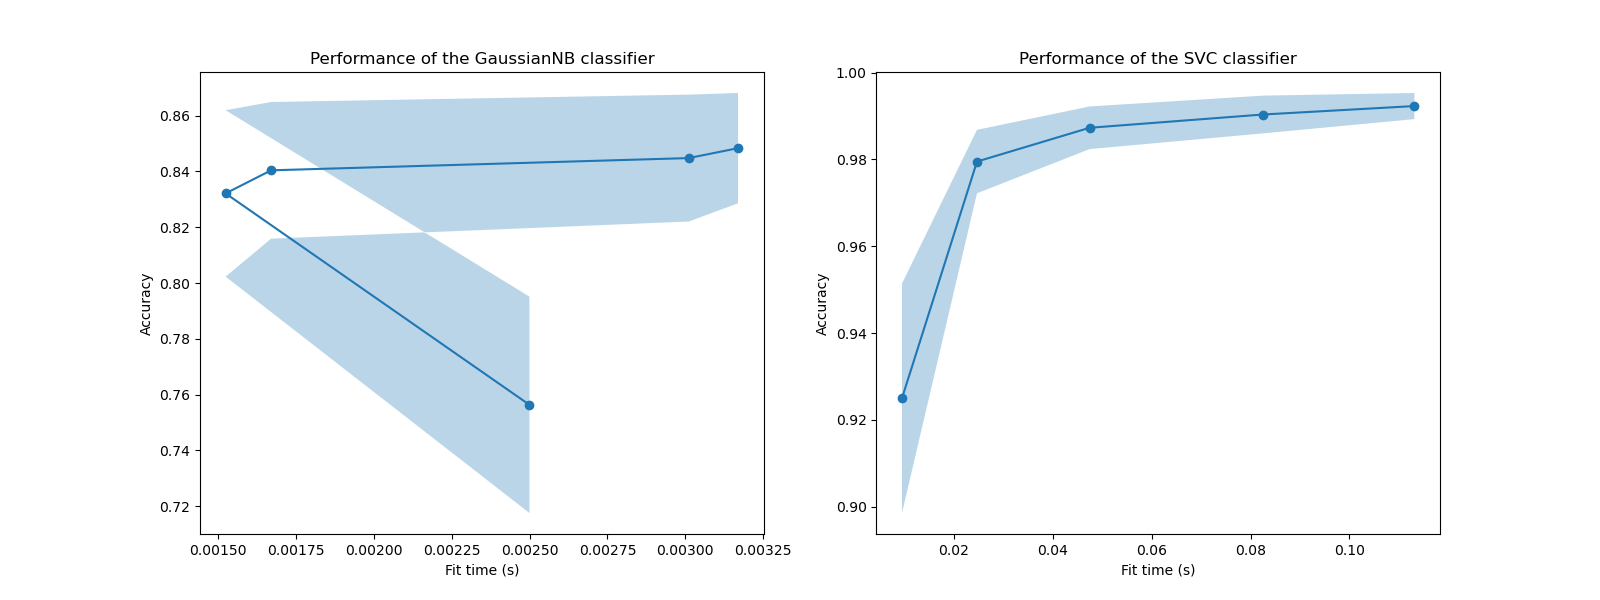 Performance of the GaussianNB classifier
0.86
0.84
0.82
0.80
0.78
0.76
0.74
0.72
Accuracy
0.00150 0.00175 0.00200 0.00225 0.00250 0.00275 0.00300 0.00325
Fit time (s)
Performance of the SVC classifier
1.00
0.98
0.96
0.94
0.92
0.90
Accuracy
0.02 0.04 0.06 0.08 0.10
Fit time (s)